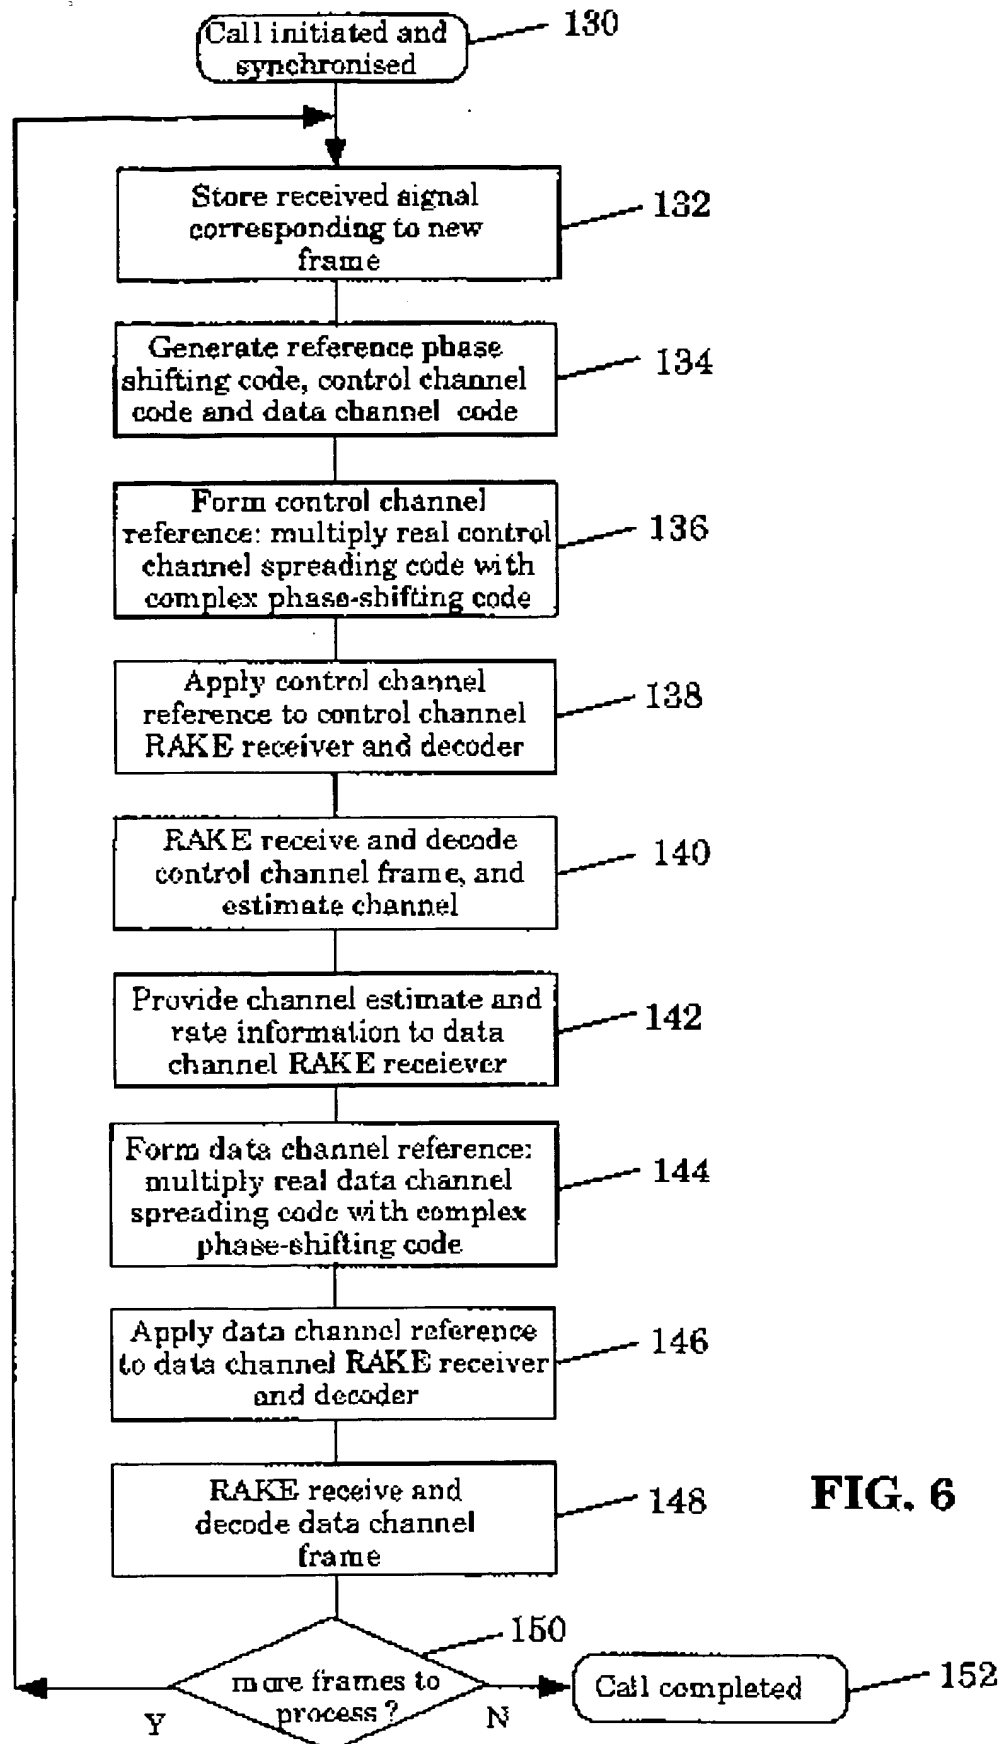 Call initiated and
synchronised
130
Store received signal
corresponding to new
frame
132
Generate reference phase
shifting code, control channel
code and data channel code
134
Form control channel
reference: multiply real control
channel spreading code with
complex phase-shifting code
136
Apply control channel
reference to control channel
RAKE receiver and decoder
138
RAKE receive and decode
control channel frame, and
estimate channel
140
Provide channel estimate and
rate information to data
channel RAKE receiever
142
Form data channel reference:
multiply real data channel
spreading code with complex
phase-shifting code
144
Apply data channel reference
to data channel RAKE receiver
and decoder
146
RAKE receive and
decode data channel
frame
148
FIG. 6
more frames to
process?
150
Y
N
Call completed
152